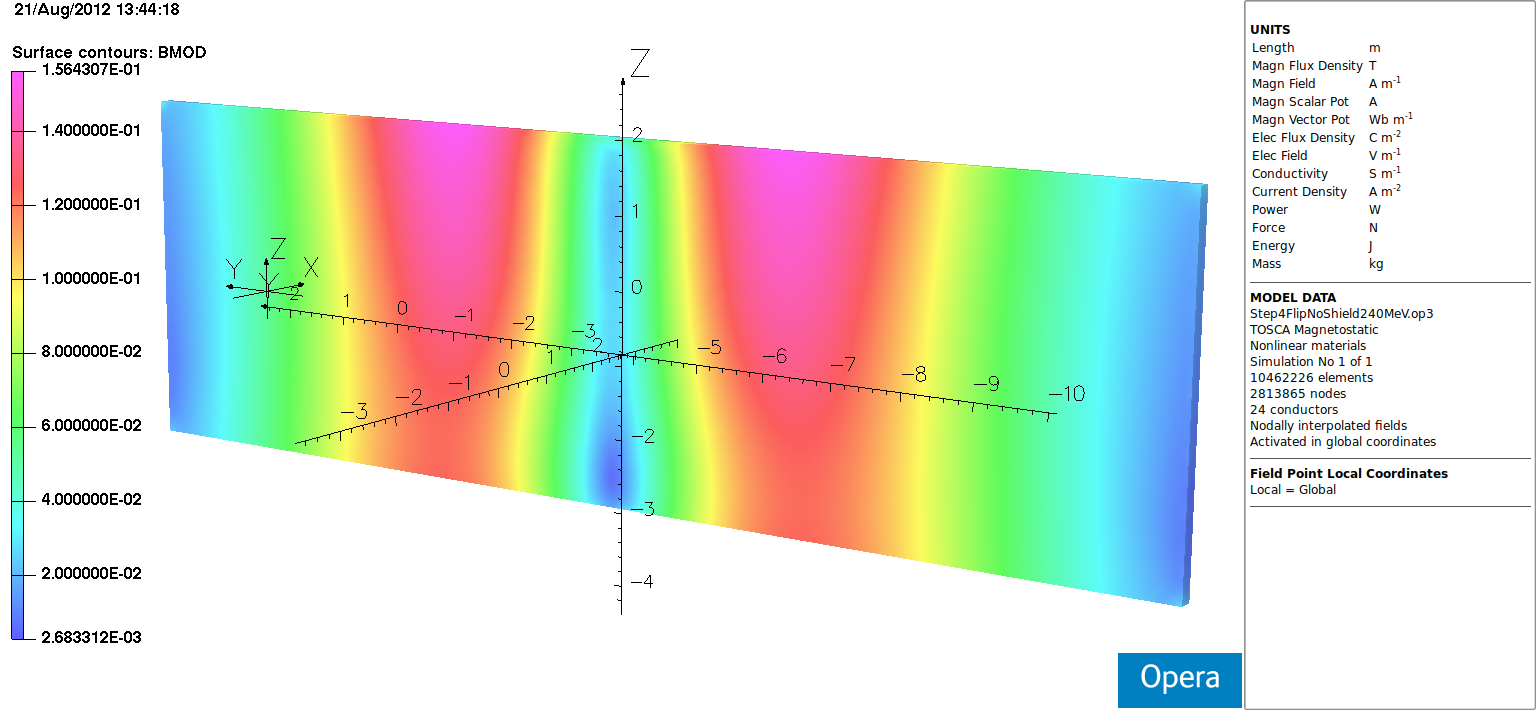 21/Aug/2012 13:44:18
Surface contours: BMOD
1.564307E-01
1.400000E-01
1.200000E-01
1.000000E-01
8.000000E-02
6.000000E-02
4.000000E-02
2.000000E-02
2.683312E-03
Z
2
1
0
-2
-3
-4
Z
Y
X
Y
2
1
0
-1
-2
-3
-5
-6
-7
-8
-9
-10
2
1
0
-1
-2
-3
Opera
UNITS
Length m
Magn Flux Density T
Magn Field A m-1
Magn Scalar Pot A
Magn Vector Pot Wb m-1
Elec Flux Density C m-2
Elec Field V m-1
Conductivity S m-1
Current Density A m-2
Power W
Force N
Energy J
Mass kg
MODEL DATA
Step4FlipNoShield240MeV.op3
TOSCA Magnetostatic
Nonlinear materials
Simulation No 1 of 1
10462226 elements
2813865 nodes
24 conductors
Nodally interpolated fields
Activated in global coordinates
Field Point Local Coordinates
Local = Global